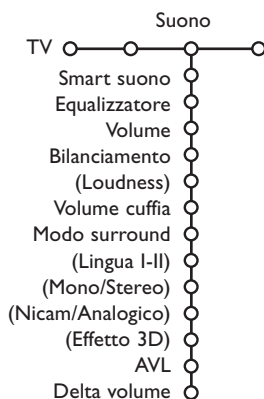 Suono
TV
Smart suono
Equalizzatore
Volume
Bilanciamento
(Loudness)
Volume cuffia
Modo surround
(Lingua I-II)
(Mono/Stereo)
(Nicam/Analogico)
(Effetto 3D)
AVL
Delta volume